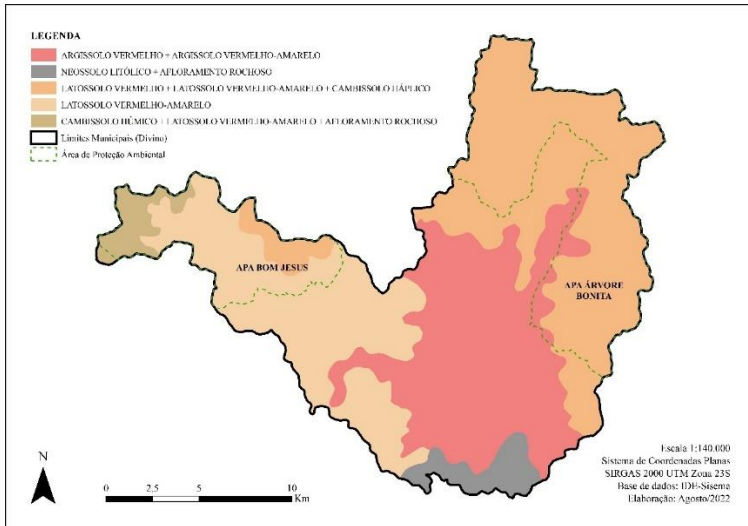 LEGENDA
ARGISSOLO VERMELHO + ARGISSOLO VERMELHO-AMARELO
NEOSSOLO LITÓLICO + AFLORAMENTO ROCHOSO
LATOSSOLO VERMELHO + LATOSSOLO VERMELHO-AMARELO + CAMBISSOLO HÁPLICO
LATOSSOLO VERMELHO-AMARELO
CAMBISSOLO HÚMICO + LATOSSOLO VERMELHO-AMARELO + AFLORAMENTO ROCHOSO
Limites Municipais (Divino)
Área de Proteção Ambiental
APA BOM JESUS
APA ÁRVORE
BONITA
N
0 2,5 5 10
Km
Escala 1:140.000
Sistema de Coordenadas Planas
SIRGAS 2000 UTM Zona 23S
Base de dados: IDE-Sisema
Elaboração: Agosto/2022